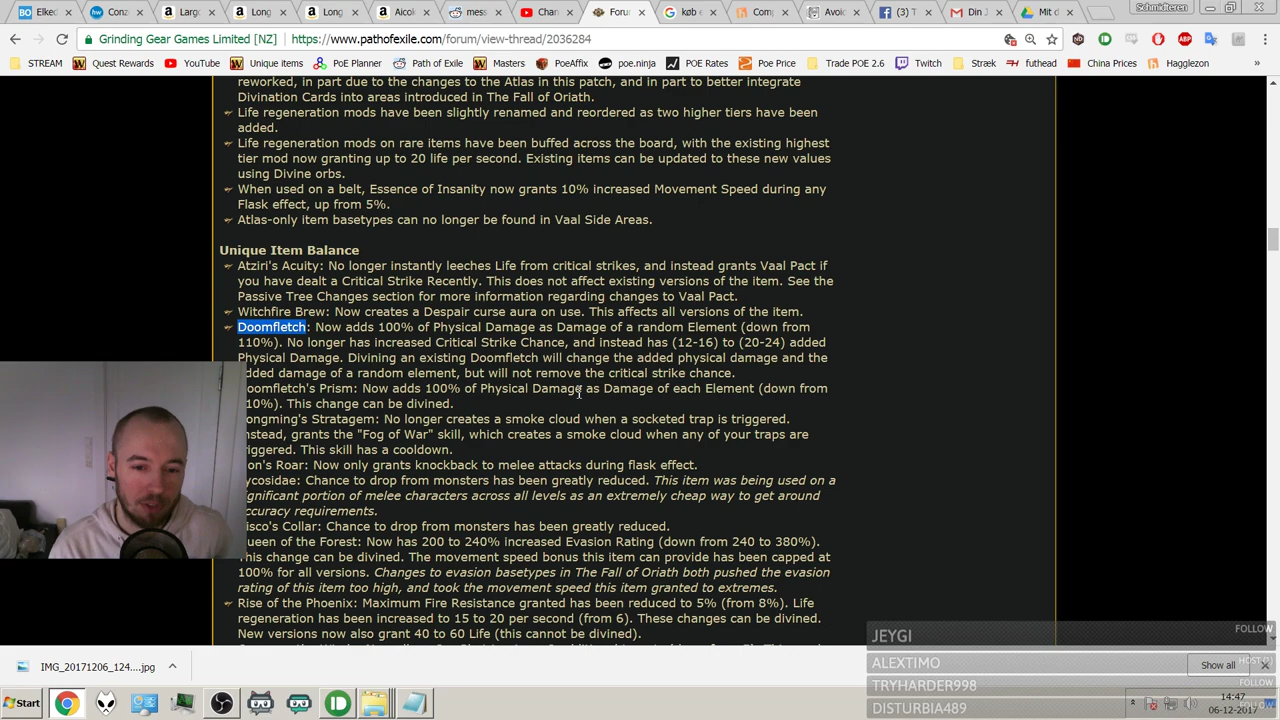 Elked
Conz
Larg
Long
Long
Aicok
mess
Chan
Foru
køb e
Comp
Avoid
(3) T
Din J
Mit d
Schmidteren
Grinding Gear Games Limited [NZ] https://www.pathofexile.com/forum/view-thread/2036284
STREAM Quest Rewards YouTube Unique items PoE Planner Path of Exile Masters PoeAffix poe.ninja POE Rates Poe Price Trade POE 2.6 Twitch Stræk futhead China Prices Hagglezon »
reworked, in part due to the changes to the Atlas in this patch, and in part to better integrate
Divination Cards into areas introduced in The Fall of Oriath.
Life regeneration mods have been slightly renamed and reordered as two higher tiers have been
added.
Life regeneration mods on rare items have been buffed across the board, with the existing highest
tier mod now granting up to 20 life per second. Existing items can be updated to these new values
using Divine orbs.
When used on a belt, Essence of Insanity now grants 10% increased Movement Speed during any
Flask effect, up from 5%.
Atlas-only item basetypes can no longer be found in Vaal Side Areas.
Unique Item Balance
Atziri's Acuity: No longer instantly leeches Life from critical strikes, and instead grants Vaal Pact if
you have dealt a Critical Strike Recently. This does not affect existing versions of the item. See the
Passive Tree Changes section for more information regarding changes to Vaal Pact.
Witchfire Brew: Now creates a Despair curse aura on use. This affects all versions of the item.
Doomfletch: Now adds 100% of Physical Damage as Damage of a random Element (down from
110%). No longer has increased Critical Strike Chance, and instead has (12-16) to (20-24) added
Physical Damage. Divining an existing Doomfletch will change the added physical damage and the
added damage of a random element, but will not remove the critical strike chance.
oomfletch's Prism: Now adds 100% of Physical Damage as Damage of each Element (down from
10%). This change can be divined.
ongming's Stratagem: No longer creates a smoke cloud when a socketed trap is triggered.
nstead, grants the "Fog of War" skill, which creates a smoke cloud when any of your traps are
riggered. This skill has a cooldown.
on's Roar: Now only grants knockback to melee attacks during flask effect.
ycosidae: Chance to drop from monsters has been greatly reduced. This item was being used on a
gnificant portion of melee characters across all levels as an extremely cheap way to get around
ccuracy requirements.
isco's Collar: Chance to drop from monsters has been greatly reduced.
ueen of the Forest: Now has 200 to 240% increased Evasion Rating (down from 240 to 380%).
his change can be divined. The movement speed bonus this item can provide has been capped at
100% for all versions. Changes to evasion basetypes in The Fall of Oriath both pushed the evasion
rating of this item too high, and took the movement speed this item granted to extremes.
Rise of the Phoenix: Maximum Fire Resistance granted has been reduced to 5% (from 8%). Life
regeneration has been increased to 15 to 20 per second (from 6). These changes can be divined.
New versions now also grant 40 to 60 Life (this cannot be divined).
JEYGI FOLLOW
ALEXTIMO HOST (1)
TRYHARDER998 FOLLOW
DISTURBIA489 FOLLOW
IMG_20171206_124....jpg
Show all
Start
14:47
06-12-2017